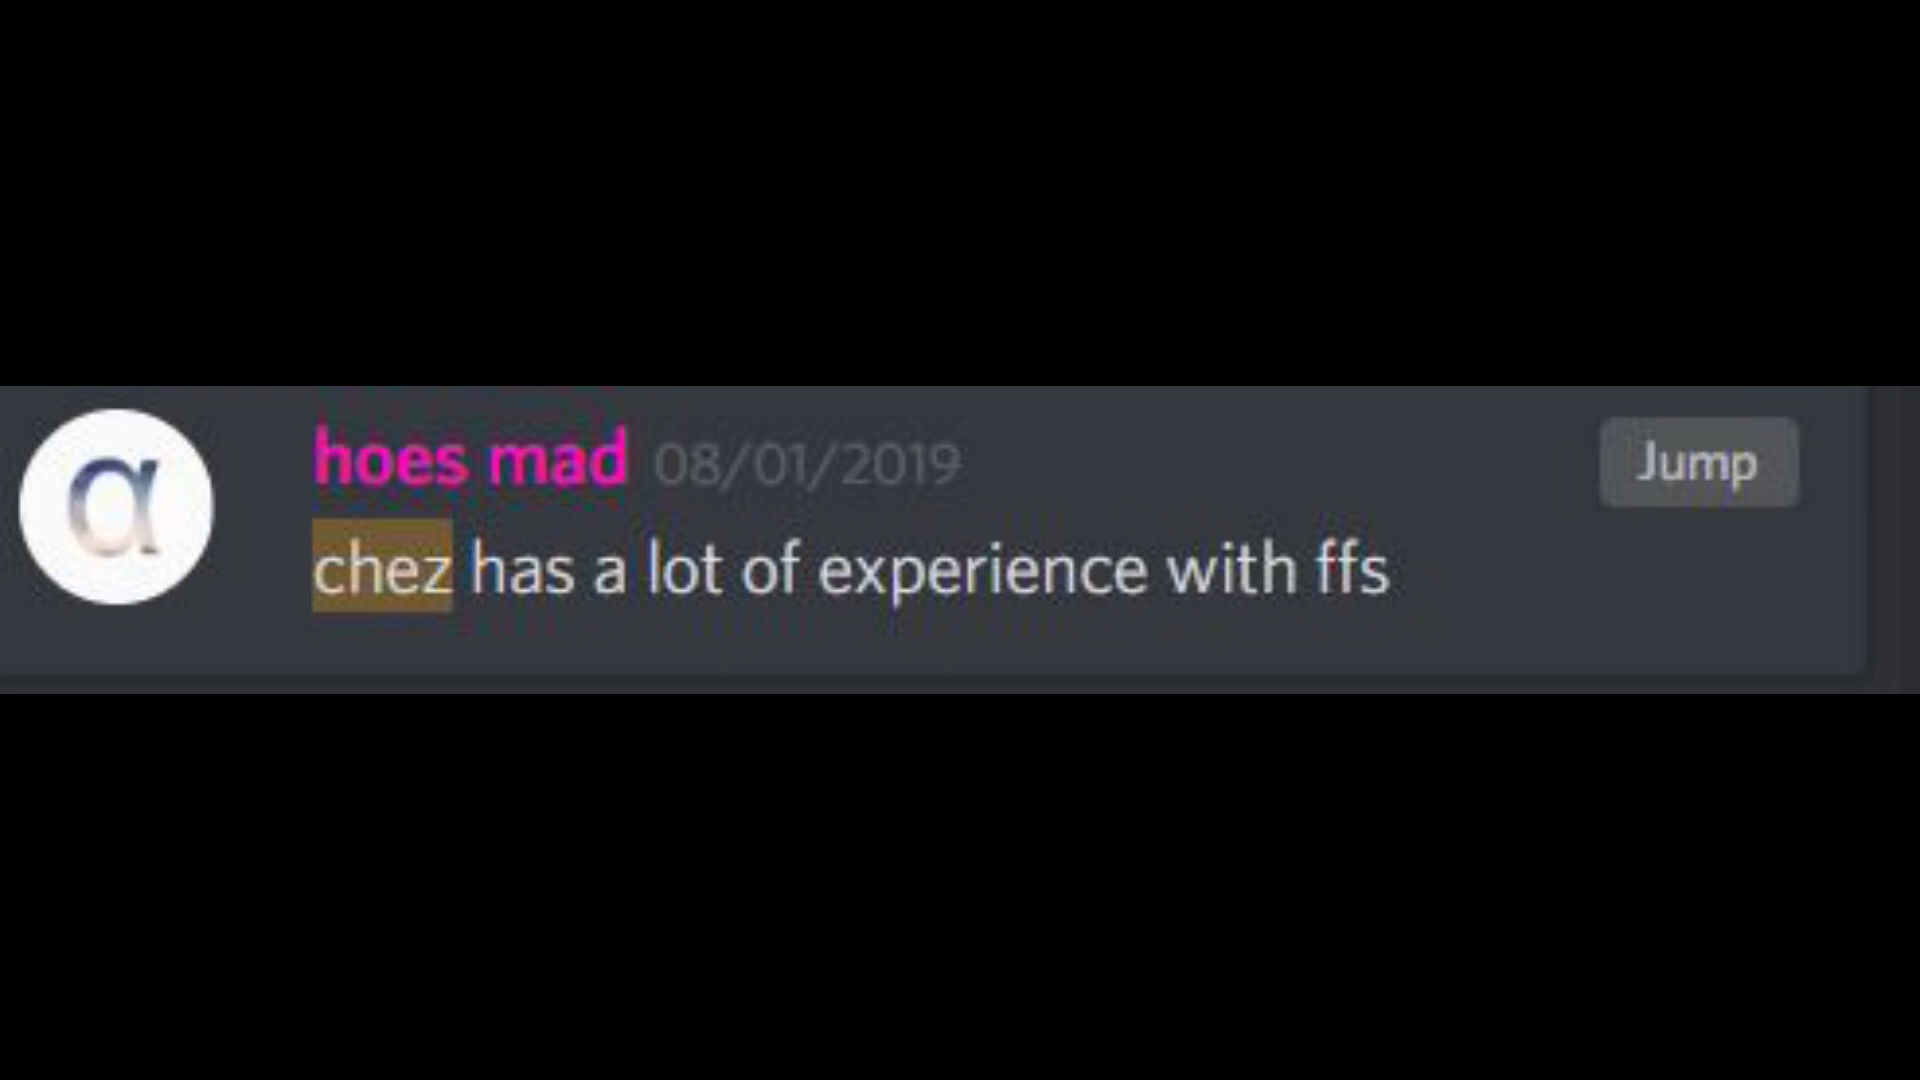 α
hoes mad 08/01/2019 Jump
chez has a lot of experience with ffs